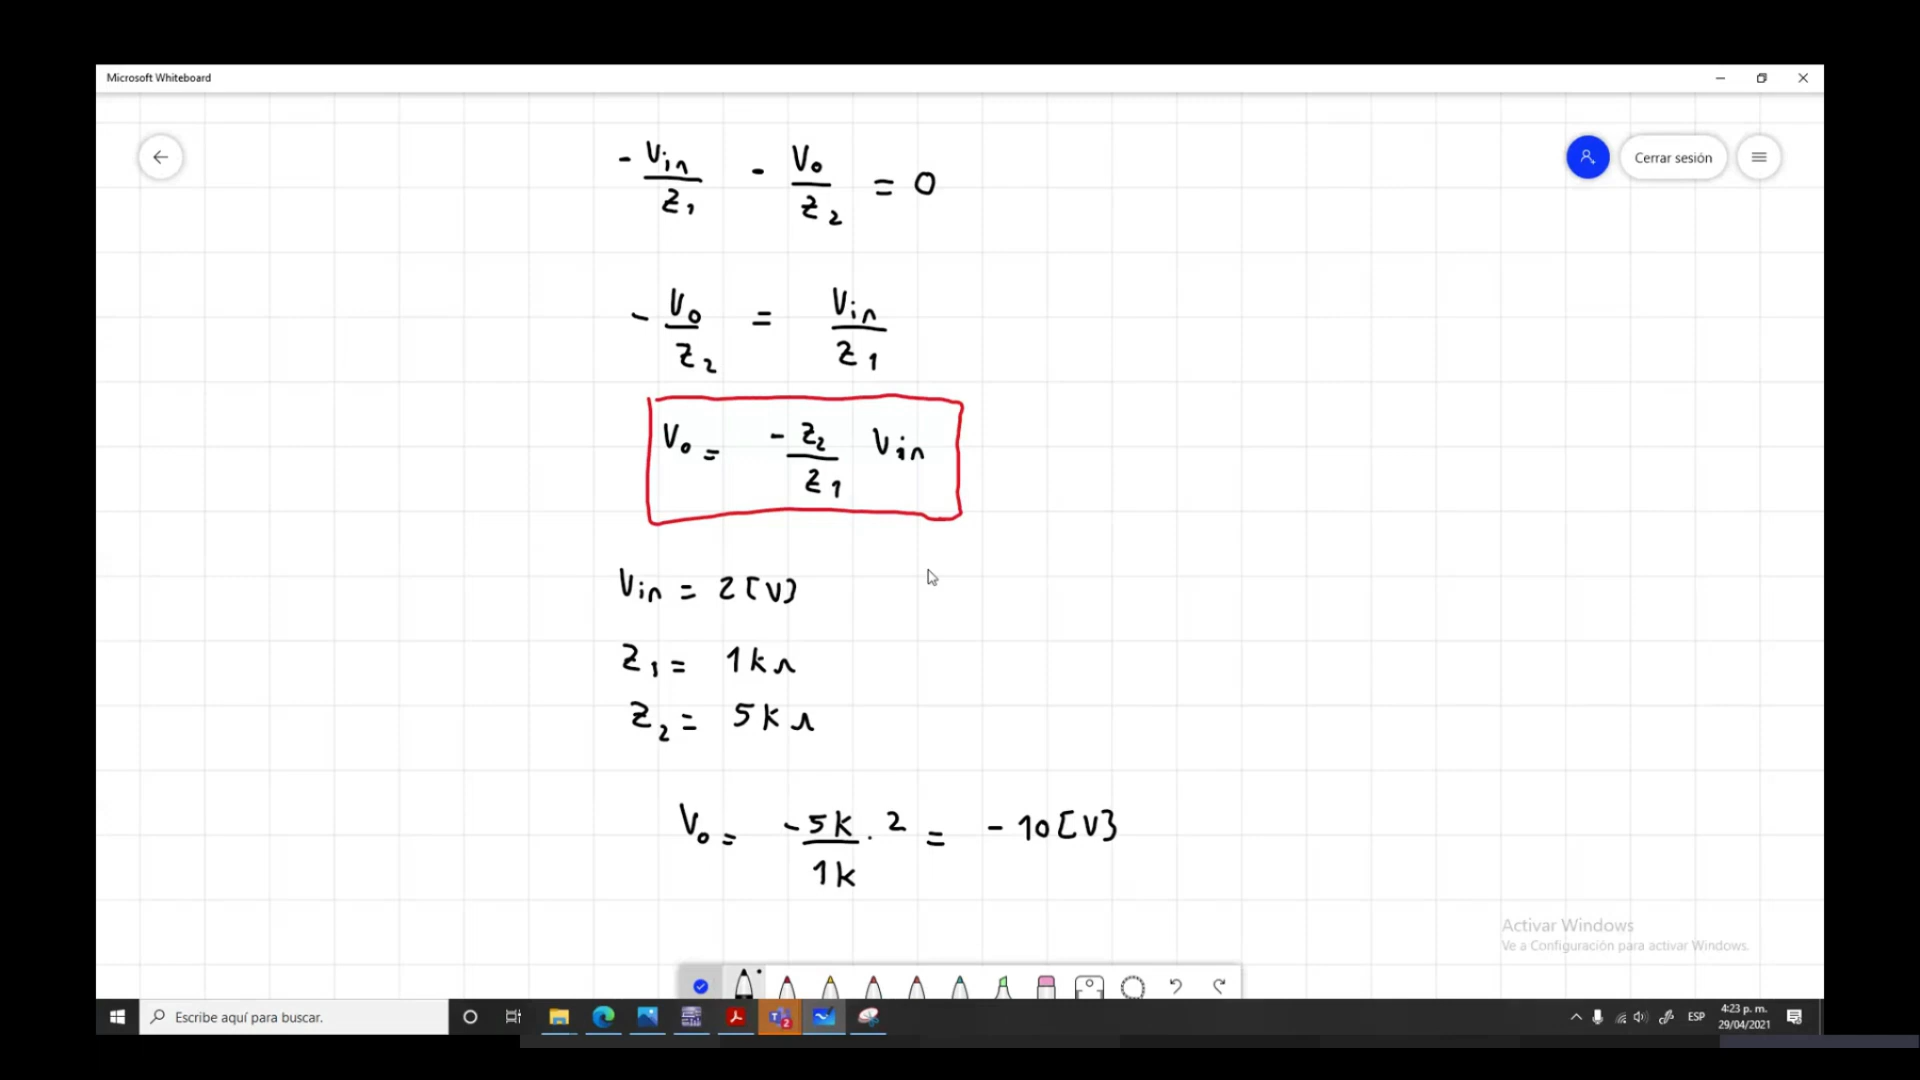 Microsoft Whiteboard
Cerrar sesión
- Vin/Z1 - Vo/Z2 = 0
- Vo/Z2 = Vin/Z1
Vo = - Z2/Z1 Vin
Vin = 2 [V]
Z1 = 1 k Ω
Z2 = 5 k Ω
Vo = -5k/1k . 2 = - 10 [V]
Activar Windows
Ve a Configuración para activar Windows.
Escribe aquí para buscar.
ESP
4:23 p. m.
29/04/2021